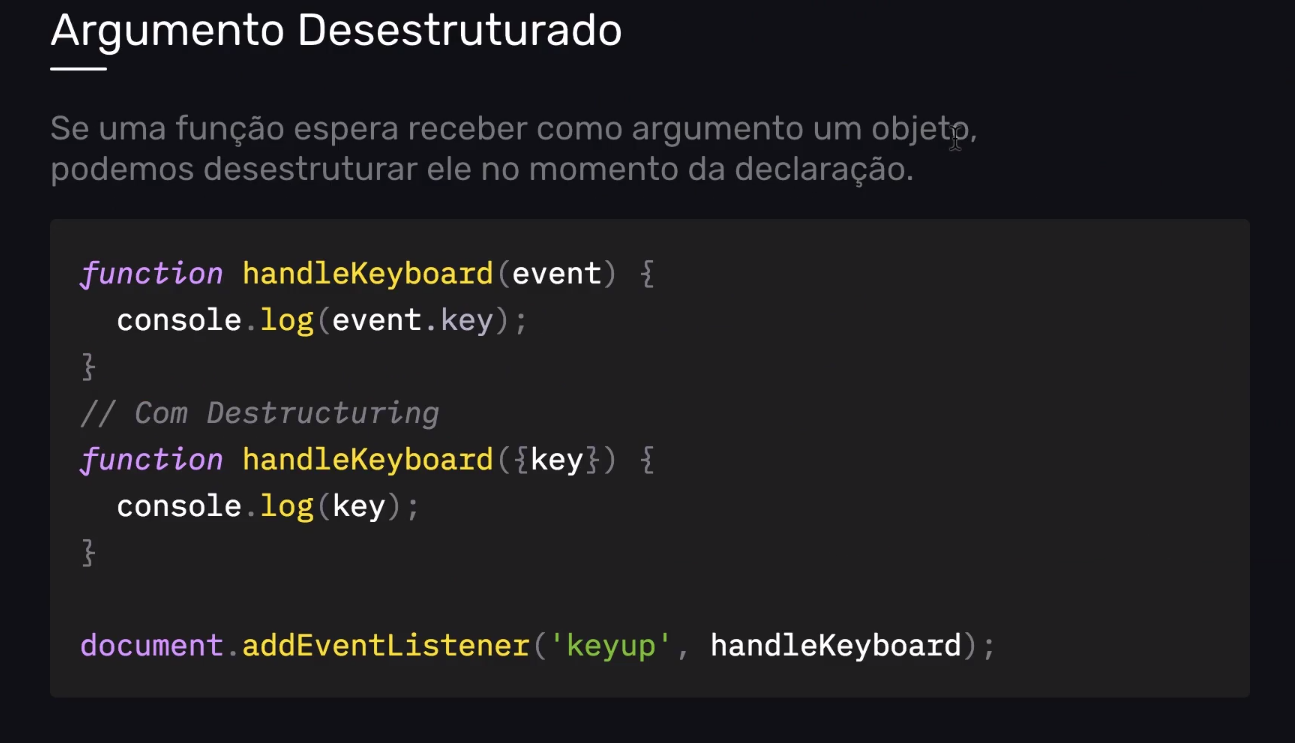 Argumento Desestruturado
Se uma função espera receber como argumento um objeto,
podemos desestruturar ele no momento da declaração.
function handleKeyboard(event) {
  console.log(event.key);
}
// Com Destructuring
function handleKeyboard({key}) {
  console.log(key);
}
document.addEventListener('keyup', handleKeyboard);